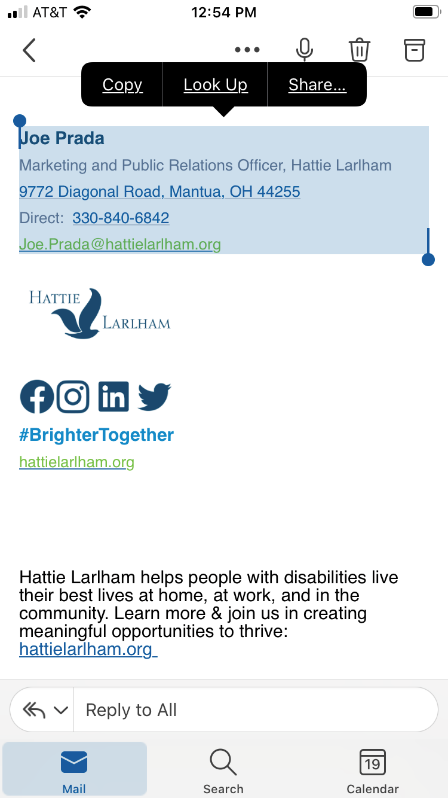 AT&T
12:54 PM
Copy
Look Up
Share...
Joe Prada
Marketing and Public Relations Officer, Hattie Larlham
9772 Diagonal Road, Mantua, OH 44255
Direct: 330-840-6842
Joe.Prada@hattielarlham.org
HATTIE
LARLHAM
#BrighterTogether
hattielarlham.org
Hattie Larlham helps people with disabilities live
their best lives at home, at work, and in the
community. Learn more & join us in creating
meaningful opportunities to thrive:
hattielarlham.org
Reply to All
19
Mail
Search
Calendar